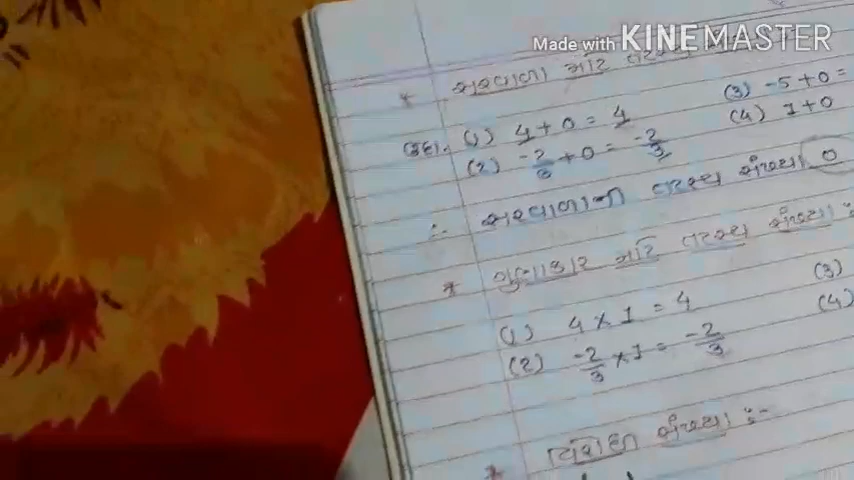 Made with KINEMASTER
* સરવાળા માટે તટસ્થ
ઉદા. (1) 4 + 0 = 4 (3) -5 + 0 =
(2) -2/3 + 0 = -2/3 (4) 1 + 0
∴ સરવાળાની તટસ્થ સંખ્યા 0
* ગુણાકાર માટે તટસ્થ સંખ્યા :
(1) 4 × 1 = 4 (3)
(2) -2/3 × 1 = -2/3 (4)
* વિરોધી સંખ્યા :-